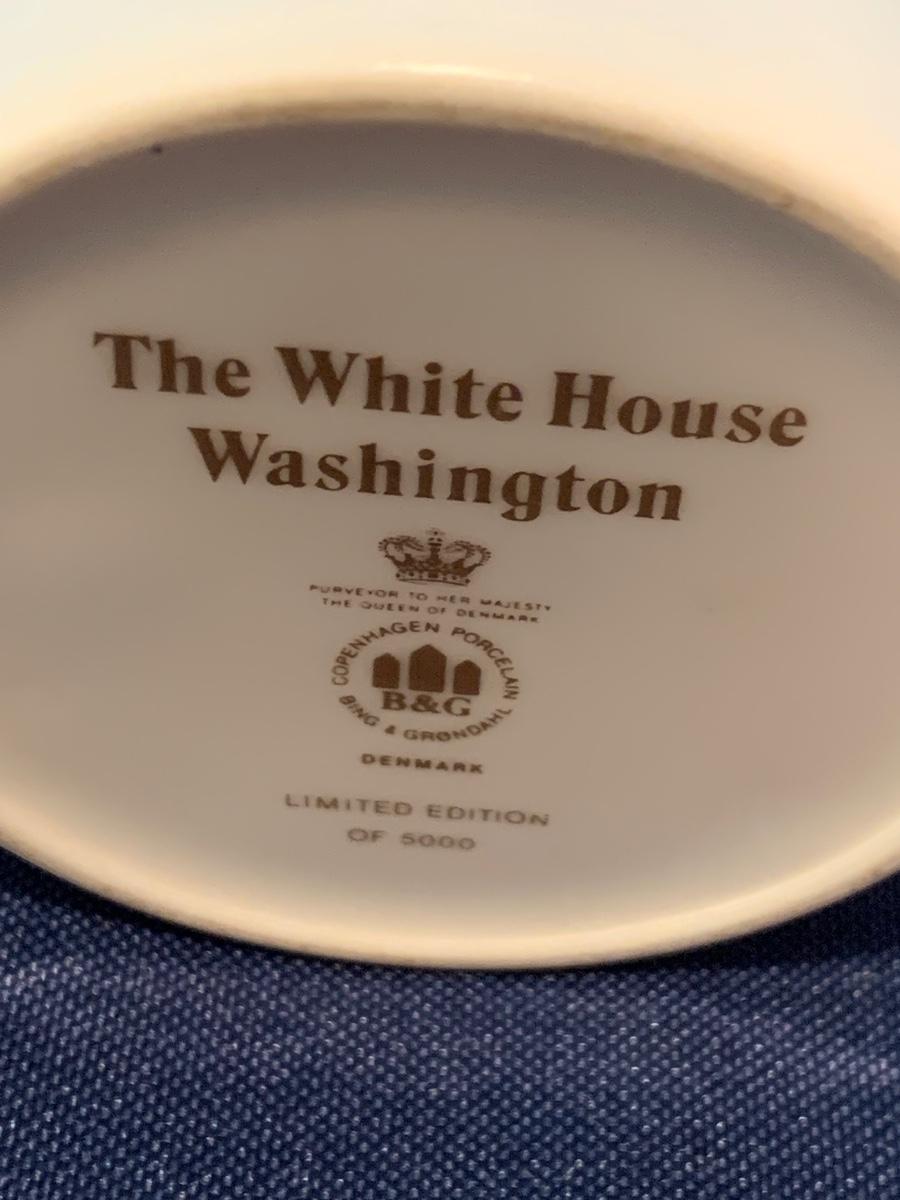 The White House
Washington
PURVEYOR TO HER MAJESTY
THE QUEEN OF DENMARK
COPENHAGEN PORCELAIN
B&G
BING & GRØNDAHL
DENMARK
LIMITED EDITION
OF 5000